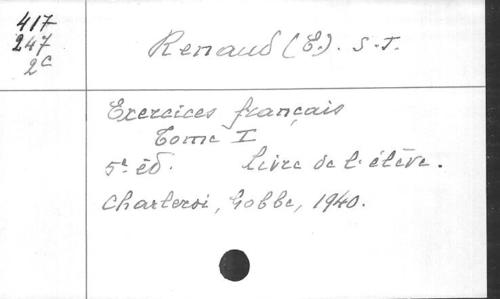 417
247
2c
Renaud (E.). S.J.
Exercices français
Tome I
5e éd. Livre de l'élève.
Charleroi, Gobbe, 1940.